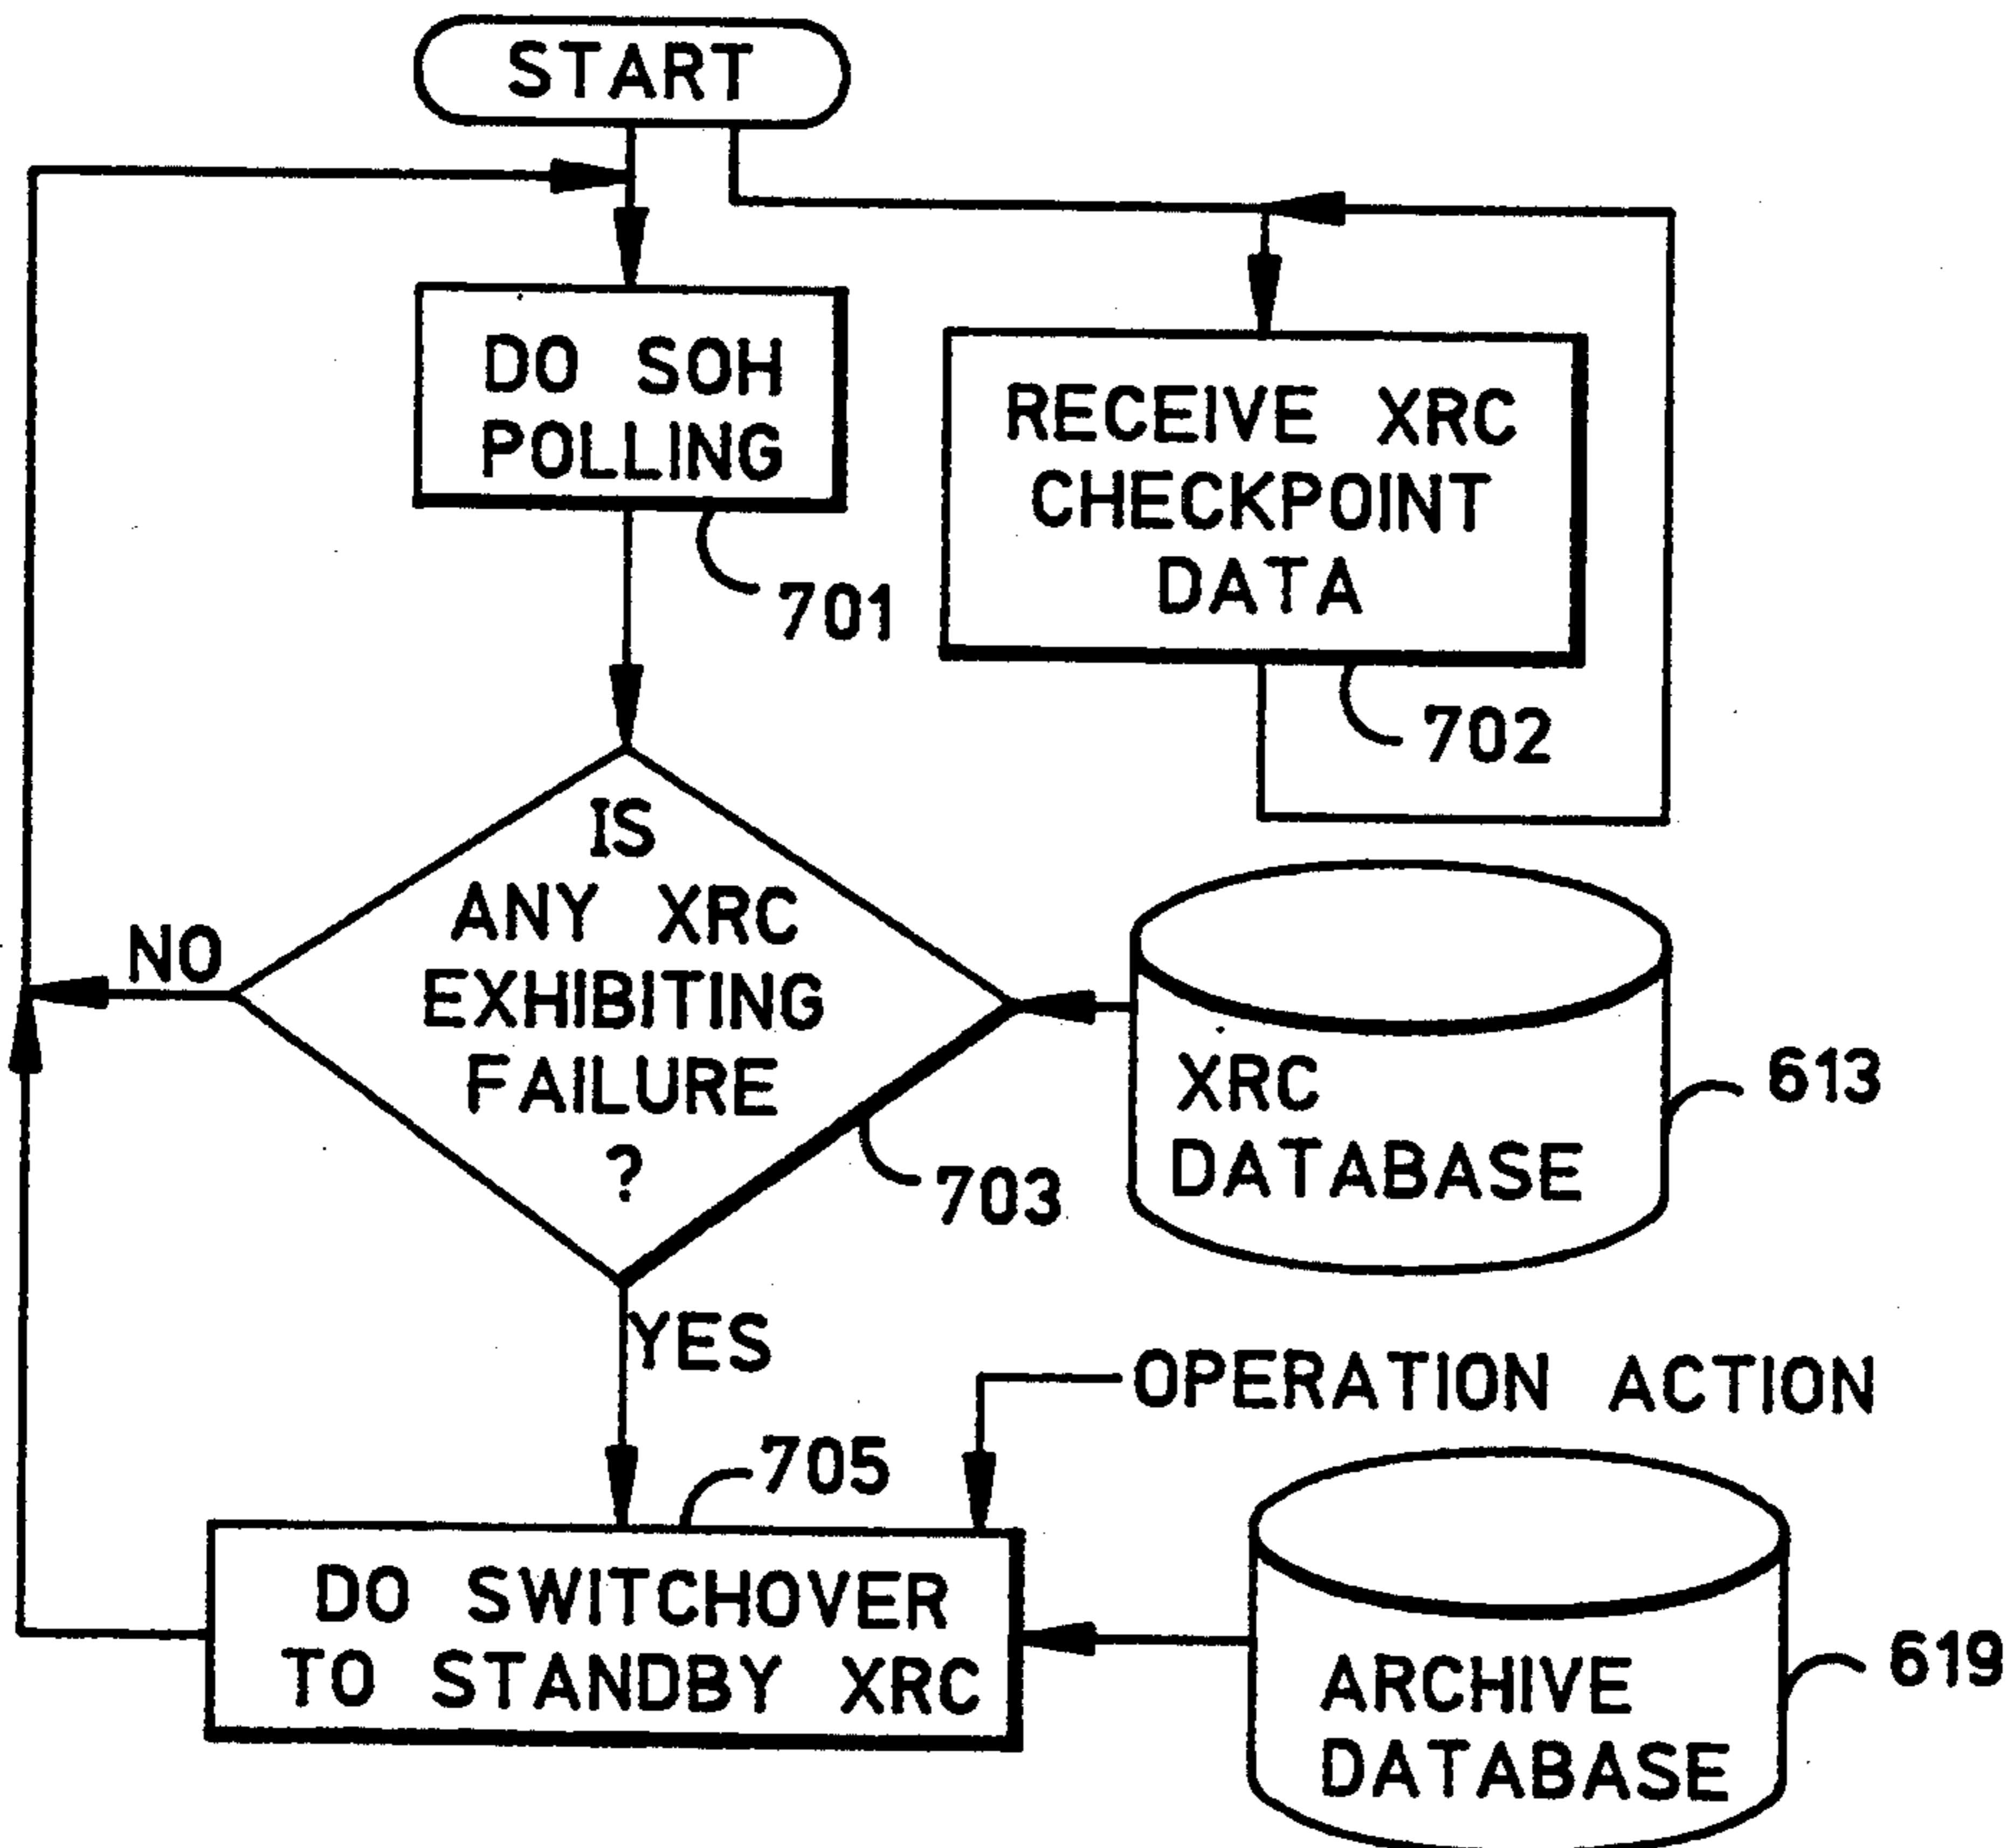 START
DO SOH
POLLING
701
RECEIVE XRC
CHECKPOINT
DATA
702
IS
ANY XRC
EXHIBITING
FAILURE
?
703
NO
YES
XRC
DATABASE
613
OPERATION ACTION
705
DO SWITCHOVER
TO STANDBY XRC
ARCHIVE
DATABASE
619